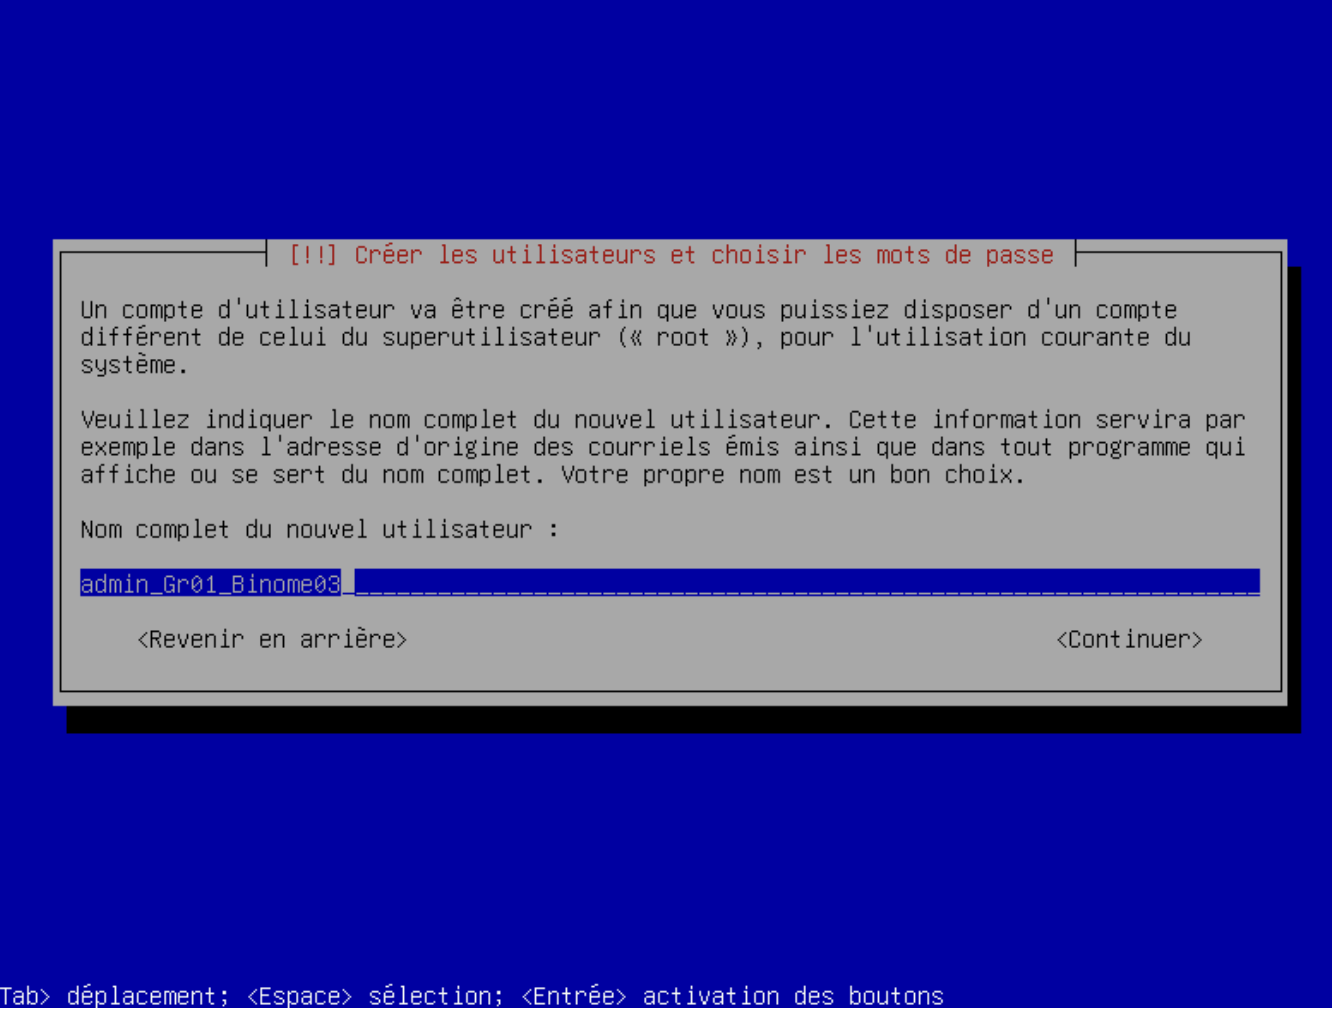 [!!] Créer les utilisateurs et choisir les mots de passe
Un compte d'utilisateur va être créé afin que vous puissiez disposer d'un compte
différent de celui du superutilisateur (« root »), pour l'utilisation courante du
système.
Veuillez indiquer le nom complet du nouvel utilisateur. Cette information servira par
exemple dans l'adresse d'origine des courriels émis ainsi que dans tout programme qui
affiche ou se sert du nom complet. Votre propre nom est un bon choix.
Nom complet du nouvel utilisateur :
admin_Gr01_Binome03
<Revenir en arrière> <Continuer>
Tab> déplacement; <Espace> sélection; <Entrée> activation des boutons